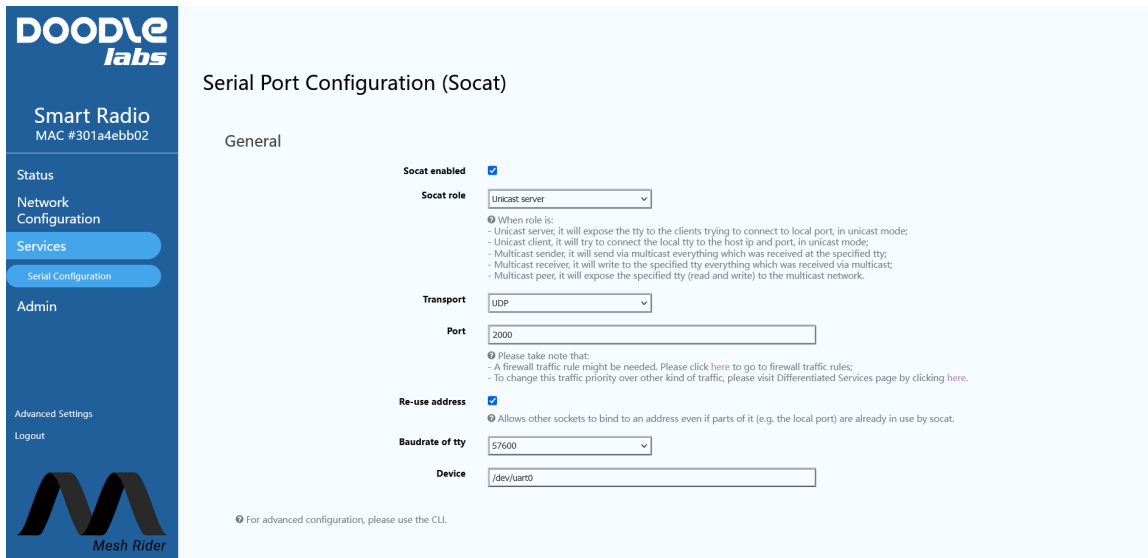 DOODLE
labs
Smart Radio
MAC #301a4ebb02
Status
Network
Configuration
Services
Serial Configuration
Admin
Advanced Settings
Logout
Mesh Rider
Serial Port Configuration (Socat)
General
Socat enabled
Socat role
Unicast server
When role is:
- Unicast server, it will expose the tty to the clients trying to connect to local port, in unicast mode;
- Unicast client, it will try to connect the local tty to the host ip and port, in unicast mode;
- Multicast sender, it will send via multicast everything which was received at the specified tty;
- Multicast receiver, it will write to the specified tty everything which was received via multicast;
- Multicast peer, it will expose the specified tty (read and write) to the multicast network.
Transport
UDP
Port
2000
Please take note that:
- A firewall traffic rule might be needed. Please click here to go to firewall traffic rules;
- To change this traffic priority over other kind of traffic, please visit Differentiated Services page by clicking here.
Re-use address
Allows other sockets to bind to an address even if parts of it (e.g. the local port) are already in use by socat.
Baudrate of tty
57600
Device
/dev/uart0
For advanced configuration, please use the CLI.